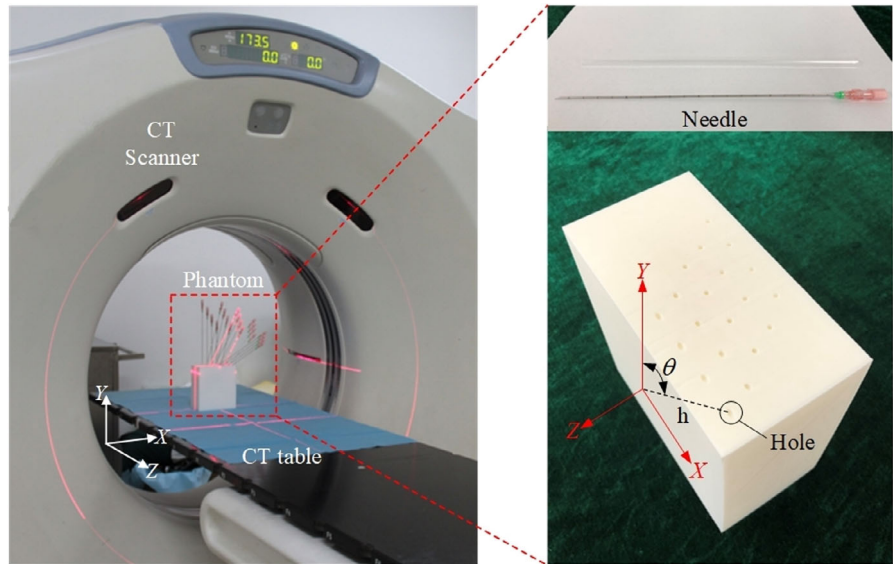 173.5
0.0
0.0
CT
Scanner
Phantom
Y
X
Z
CT table
Needle
Y
θ
h
Z
X
Hole